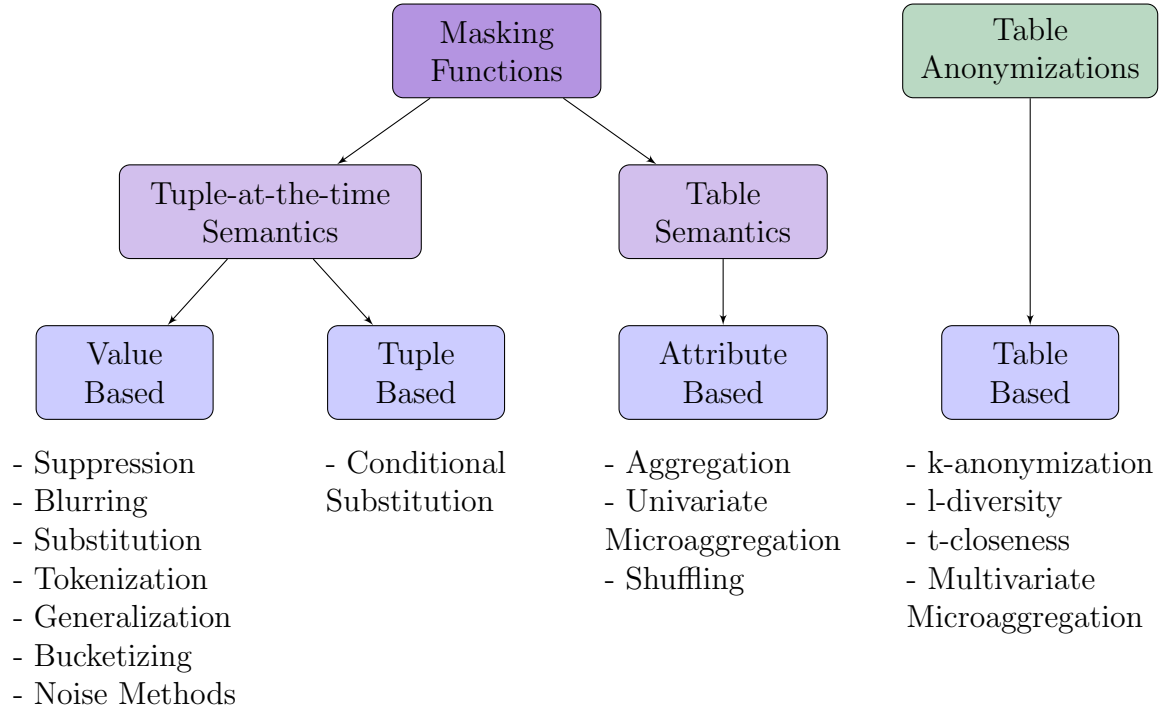 Masking
Functions
Table
Anonymizations
Tuple-at-the-time
Semantics
Table
Semantics
Value
Based
Tuple
Based
Attribute
Based
Table
Based
- Suppression
- Blurring
- Substitution
- Tokenization
- Generalization
- Bucketizing
- Noise Methods
- Conditional
Substitution
- Aggregation
- Univariate
Microaggregation
- Shuffling
- k-anonymization
- l-diversity
- t-closeness
- Multivariate
Microaggregation